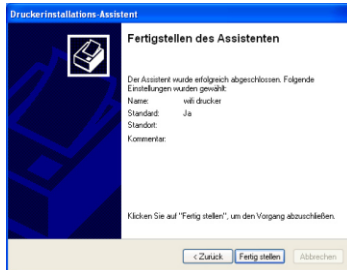 Druckerinstallations-Assistent
Fertigstellen des Assistenten
Der Assistent wurde erfolgreich abgeschlossen. Folgende
Einstellungen wurden gewählt:
Name: wifi drucker
Standard: Ja
Standort:
Kommentar:
Klicken Sie auf "Fertig stellen", um den Vorgang abzuschließen.
< Zurück Fertig stellen Abbrechen